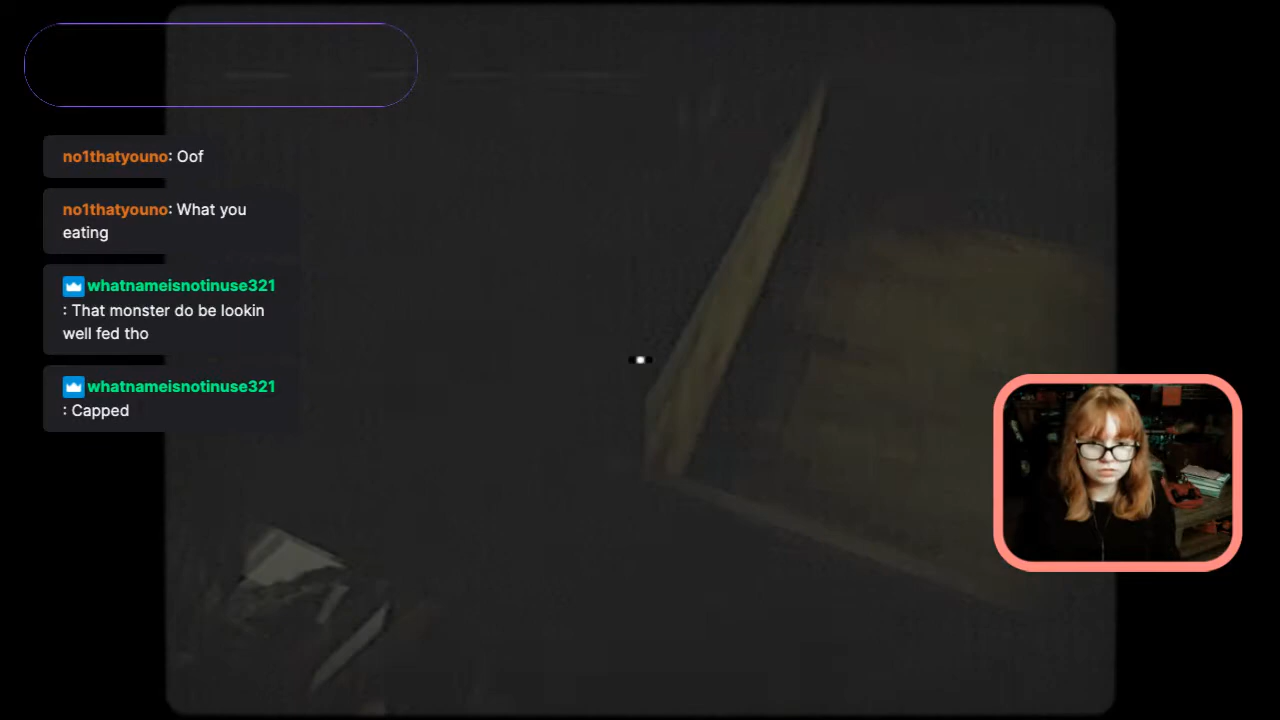 no1thatyouno: Oof
no1thatyouno: What you
eating
whatnameisnotinuse321
: That monster do be lookin
well fed tho
whatnameisnotinuse321
: Capped